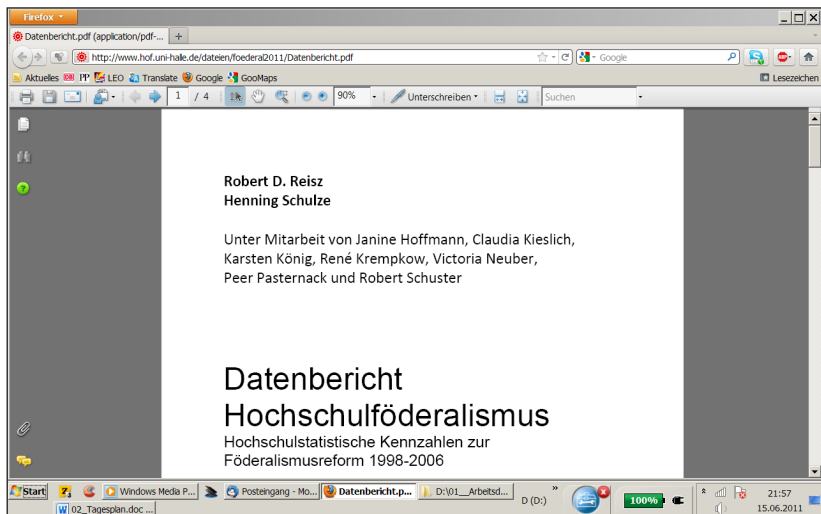 Firefox
Datenbericht.pdf (application/pdf-...
http://www.hof.uni-halle.de/dateien/foederal2011/Datenbericht.pdf
Google
Aktuelles PP LEO Translate Google GooMaps Lesezeichen
1 / 4 90% Unterschreiben Suchen
Robert D. Reisz
Henning Schulze
Unter Mitarbeit von Janine Hoffmann, Claudia Kieslich,
Karsten König, René Krempkow, Victoria Neuber,
Peer Pasternack und Robert Schuster
Datenbericht
Hochschulföderalismus
Hochschulstatistische Kennzahlen zur
Föderalismusreform 1998-2006
Start Windows Media P... Posteingang - Mo... Datenbericht.p... D:\01__Arbeitsd... D (D:) » 100% 21:57
W 02_Tagesplan.doc ... 15.06.2011